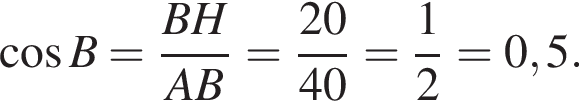 cos B = BH/AB = 20/40 = 1/2 = 0,5.